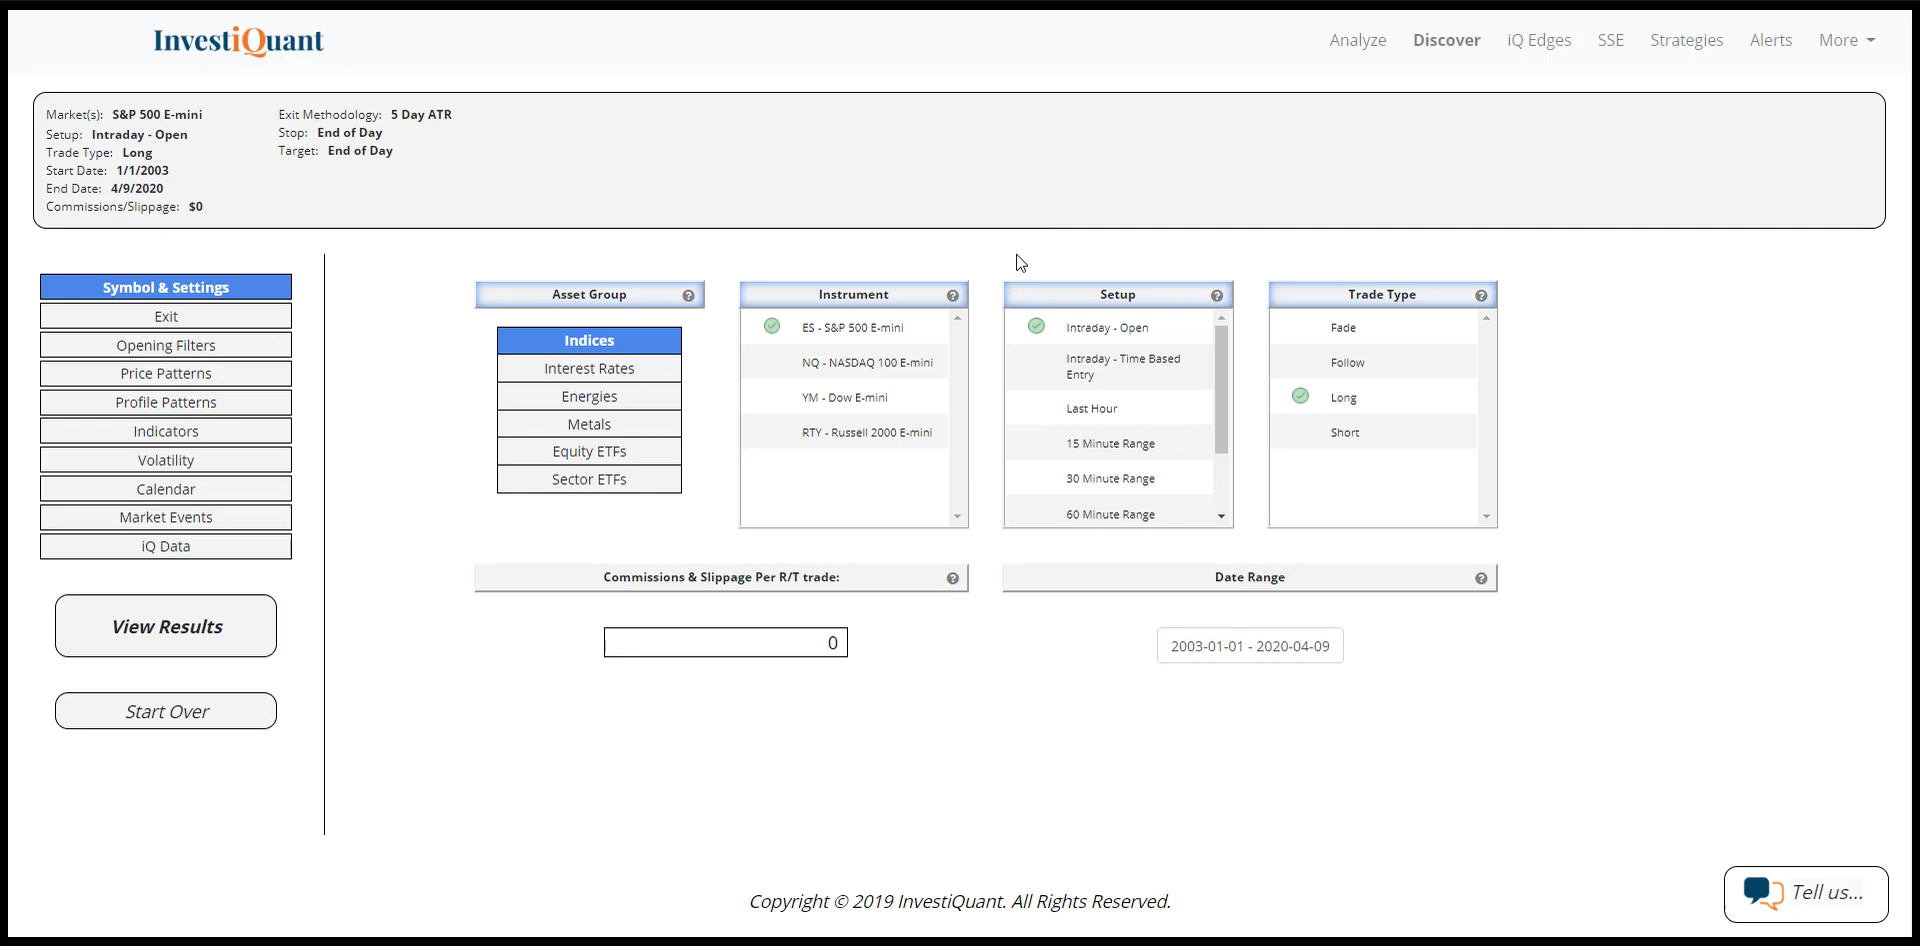 InvestiQuant
Analyze Discover iQ Edges SSE Strategies Alerts More
Market(s): S&P 500 E-mini
Setup: Intraday - Open
Trade Type: Long
Start Date: 1/1/2003
End Date: 4/9/2020
Commissions/Slippage: $0
Exit Methodology: 5 Day ATR
Stop: End of Day
Target: End of Day
Symbol & Settings
Exit
Opening Filters
Price Patterns
Profile Patterns
Indicators
Volatility
Calendar
Market Events
iQ Data
View Results
Start Over
Asset Group ?
Indices
Interest Rates
Energies
Metals
Equity ETFs
Sector ETFs
Instrument ?
ES - S&P 500 E-mini
NQ - NASDAQ 100 E-mini
YM - Dow E-mini
RTY - Russell 2000 E-mini
Setup ?
Intraday - Open
Intraday - Time Based
Entry
Last Hour
15 Minute Range
30 Minute Range
60 Minute Range
Trade Type ?
Fade
Follow
Long
Short
Commissions & Slippage Per R/T trade: ?
0
Date Range ?
2003-01-01 - 2020-04-09
Copyright © 2019 InvestiQuant. All Rights Reserved.
Tell us...